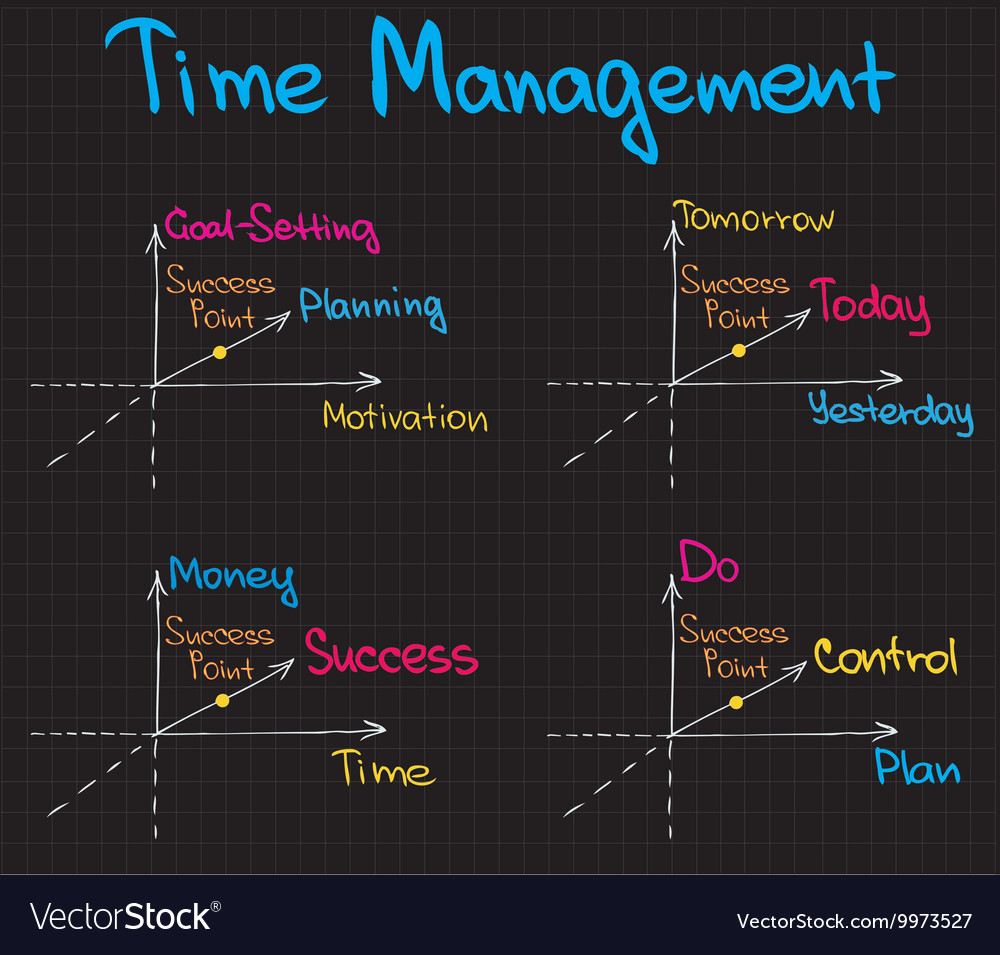 Time Management
Goal-Setting
Success
Point
Planning
Motivation
Tomorrow
Success
Point
Today
Yesterday
Money
Success
Point
Success
Time
Do
Success
Point
Control
Plan
VectorStock®
VectorStock.com/9973527